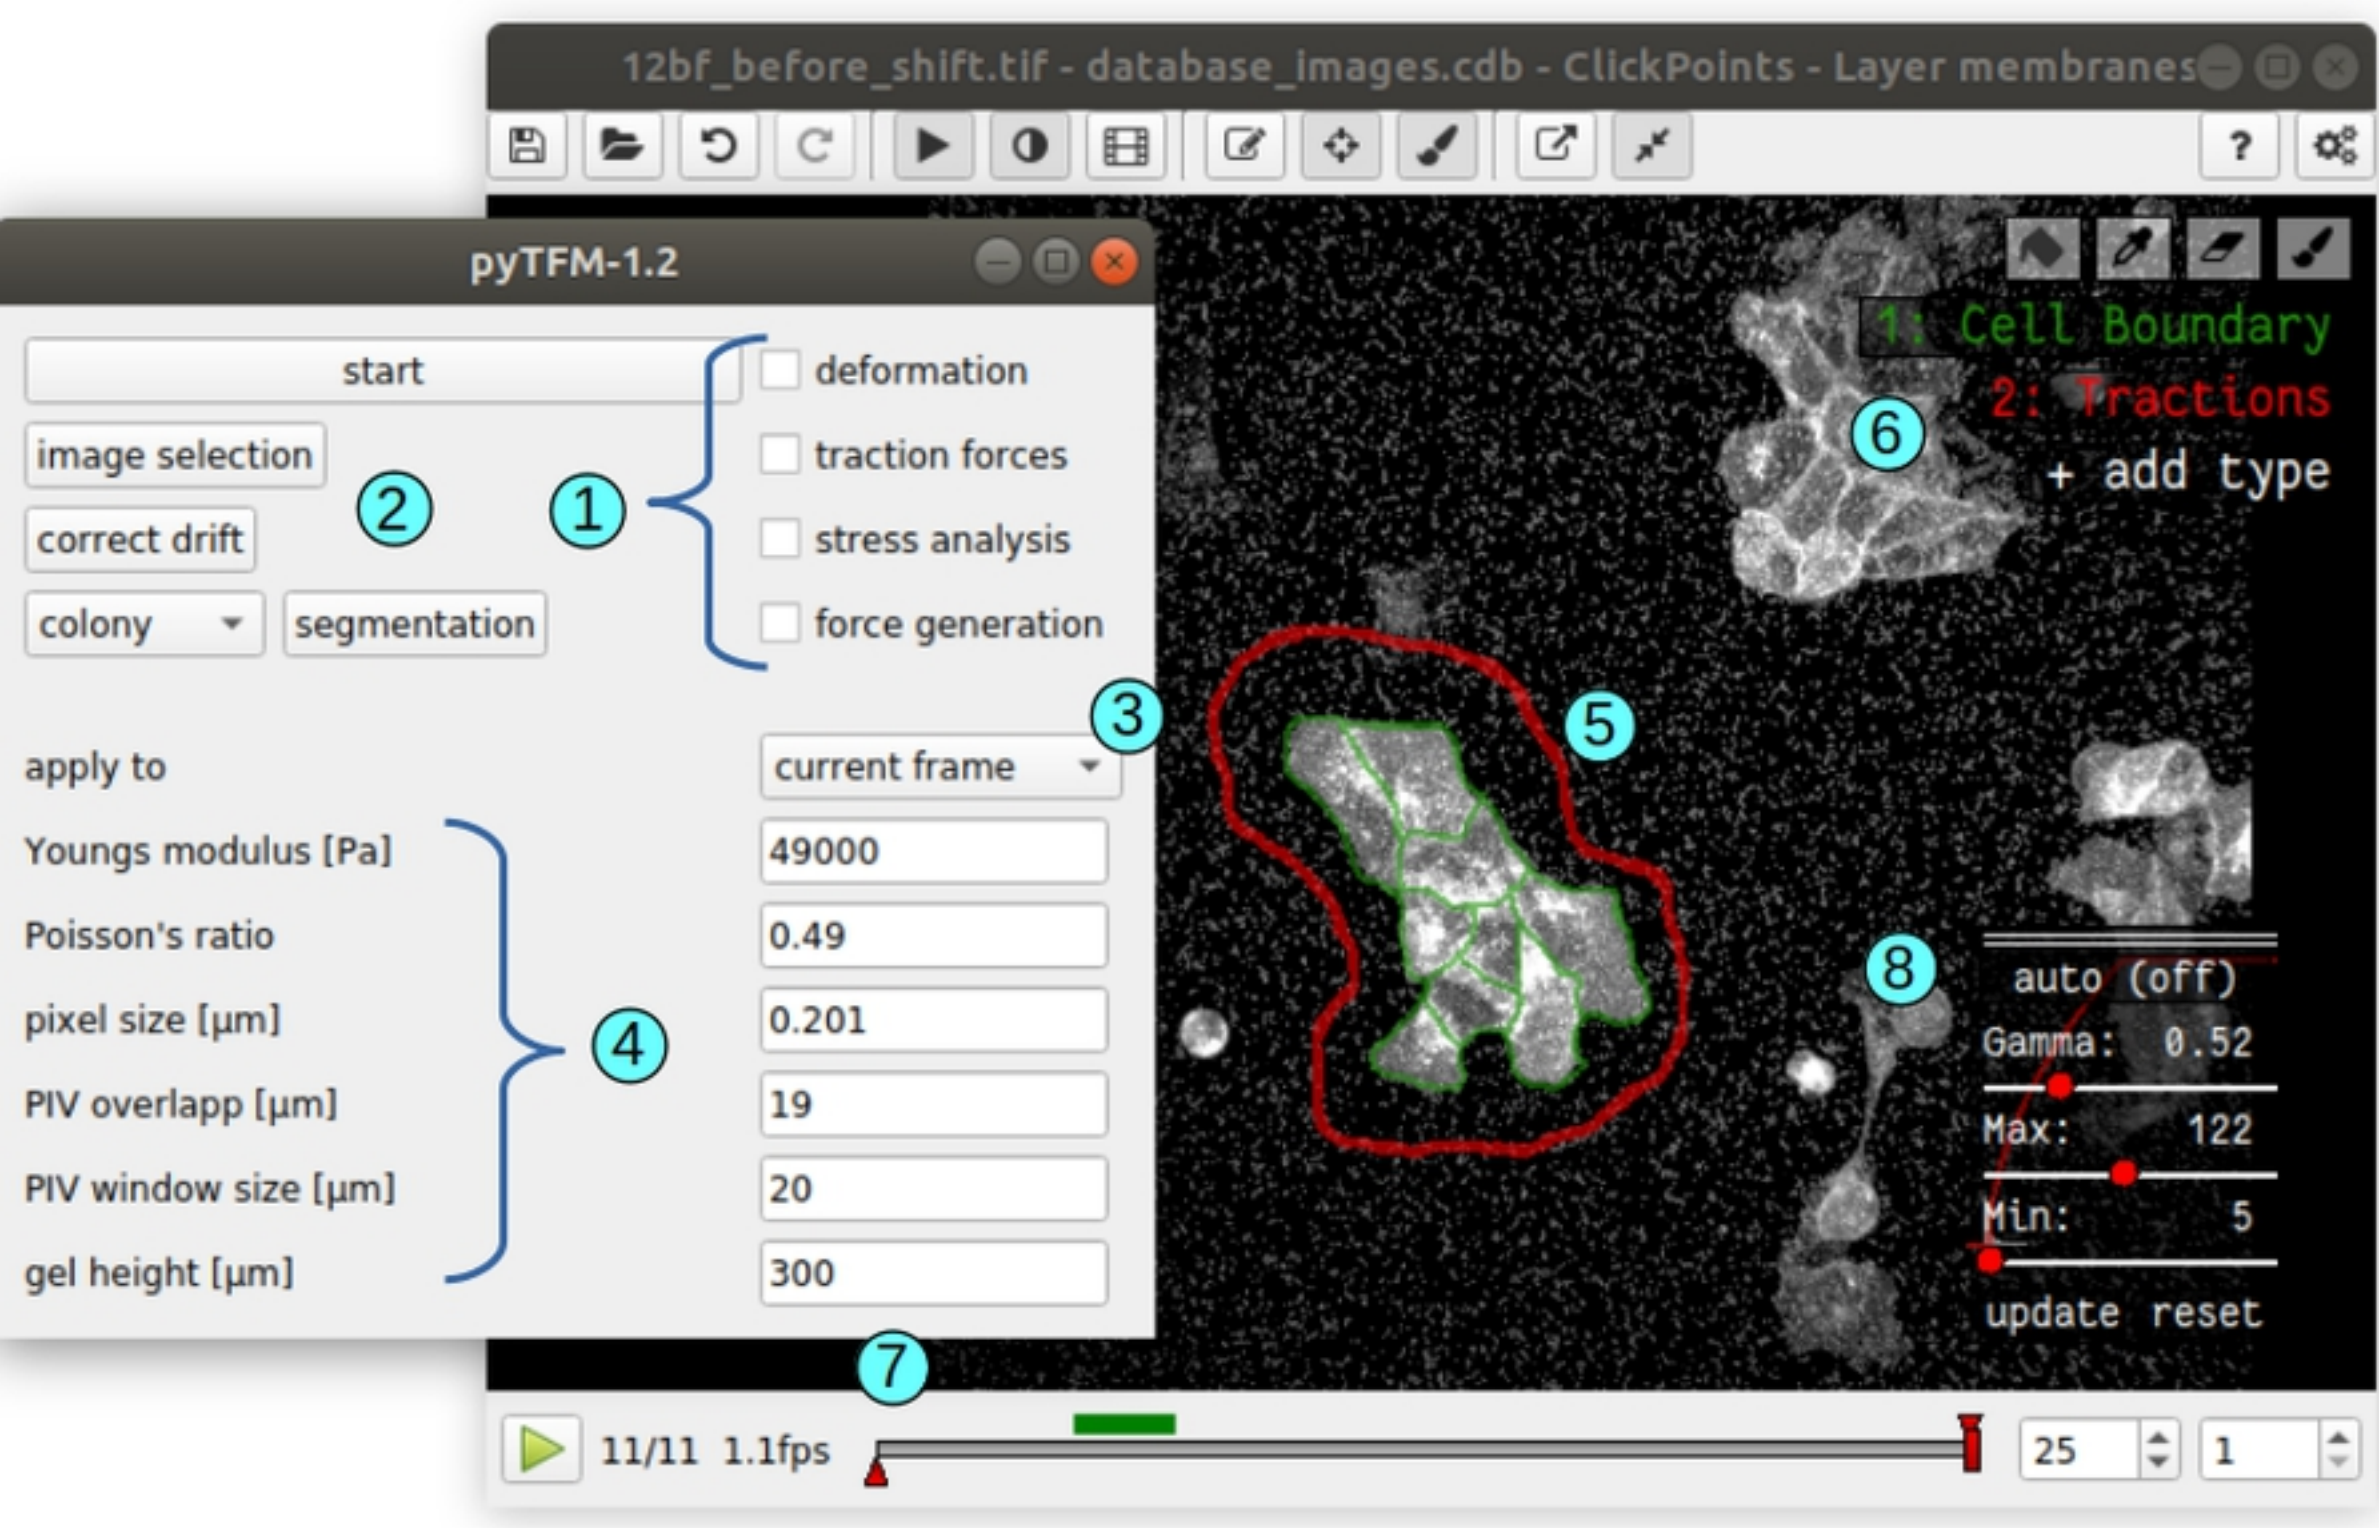 12bf_before_shift.tif - database_images.cdb - ClickPoints - Layer membranes
?
pyTFM-1.2
start
deformation
image selection
traction forces
correct drift
stress analysis
colony
segmentation
force generation
2
1
3
apply to
current frame
Youngs modulus [Pa]
49000
Poisson's ratio
0.49
pixel size [µm]
0.201
4
PIV overlapp [µm]
19
PIV window size [µm]
20
gel height [µm]
300
1: Cell Boundary
2: Tractions
+ add type
6
5
8
auto (off)
Gamma: 0.52
Max: 122
Min: 5
update reset
7
11/11 1.1fps
25
1